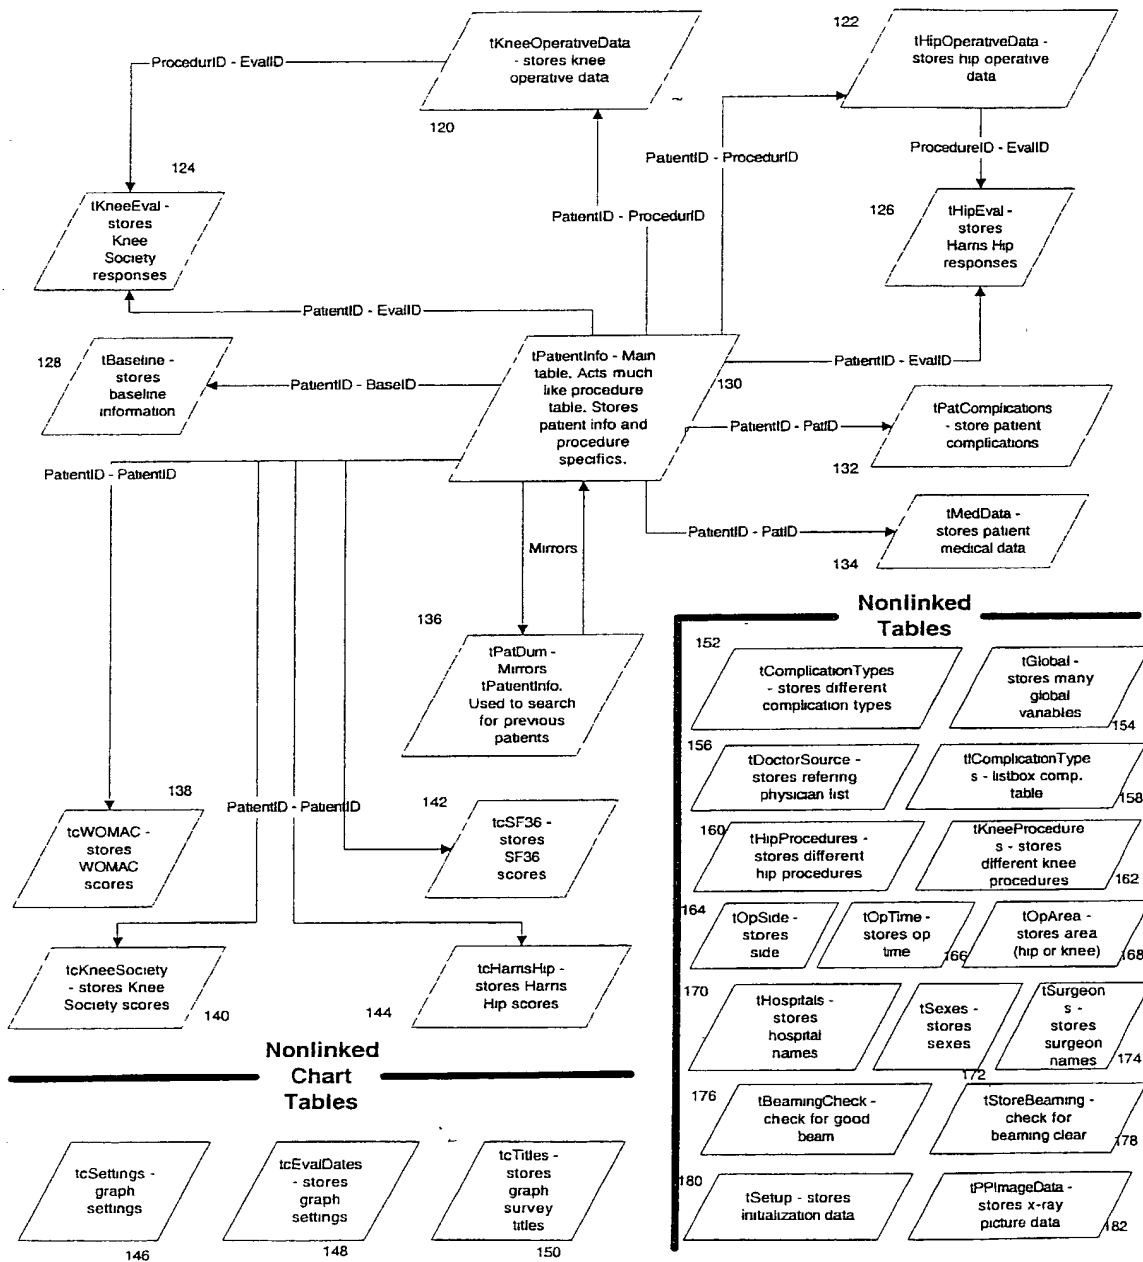 122
tKneeOperativeData
- stores knee
operative data
tHipOperativeData -
stores hip operative
data
ProcedurID - EvalID
120
124
PatientID - ProcedurID
ProcedureID - EvalID
tKneeEval -
stores
Knee
Society
responses
PatientID - ProcedurID
126
tHipEval -
stores
Harris Hip
responses
PatientID - EvalID
128
tBaseline -
stores
baseline
information
PatientID - BaseID
tPatientInfo - Main
table. Acts much
like procedure
table. Stores
patient info and
procedure
specifics.
130
PatientID - EvalID
tPatComplications
- store patient
complications
PatientID - PatID
132
PatientID - PatientID
tMedData -
stores patient
medical data
PatientID - PatID
134
Mirrors
136
tPatDum -
Mirrors
tPatientInfo.
Used to search
for previous
patients
138
PatientID - PatientID
142
tcWOMAC -
stores
WOMAC
scores
tcSF36 -
stores
SF36
scores
tcKneeSociety
- stores Knee
Society scores
140
144
tcHarrisHip -
stores Harris
Hip scores
Nonlinked
Chart
Tables
tcSettings -
graph
settings
146
tcEvalDates
- stores
graph
settings
148
tcTitles -
stores
graph
survey
titles
150
Nonlinked
Tables
152
tComplicationTypes
- stores different
complication types
tGlobal -
stores many
global
variables
154
156
tDoctorSource -
stores refering
physician list
tlComplicationType
s - listbox comp.
table
158
160
tHipProcedures -
stores different
hip procedures
tKneeProcedure
s - stores
different knee
procedures
162
164
tOpSide -
stores
side
tOpTime -
stores op
time
166
tOpArea -
stores area
(hip or knee)
168
170
tHospitals -
stores
hospital
names
tSexes -
stores
sexes
172
tSurgeon
s -
stores
surgeon
names
174
176
tBeamingCheck -
check for good
beam
tStoreBeaming -
check for
beaming clear
178
180
tSetup - stores
initialization data
tPPImageData -
stores x-ray
picture data
182